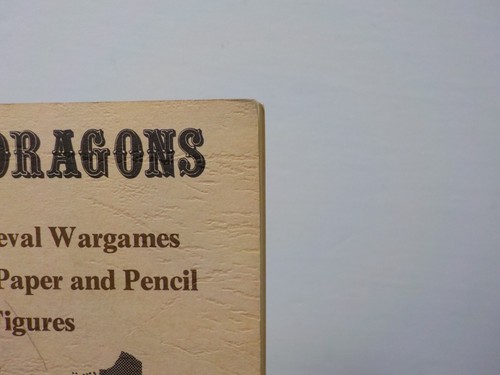 DRAGONS
eval Wargames
Paper and Pencil
Figures